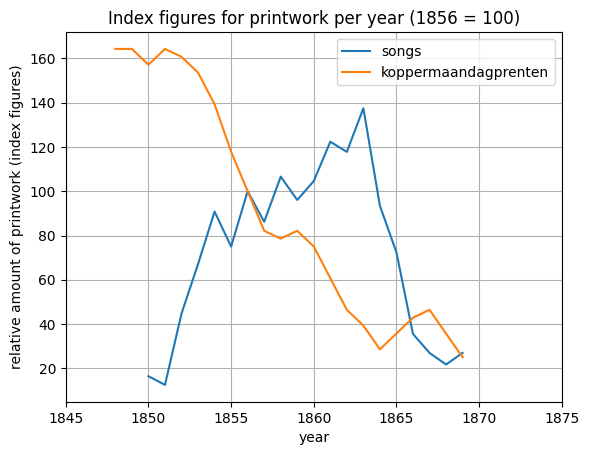 Index figures for printwork per year (1856 = 100)
songs
koppermaandagprenten
relative amount of printwork (index figures)
160
140
120
100
80
60
40
20
1845 1850 1855 1860 1865 1870 1875
year